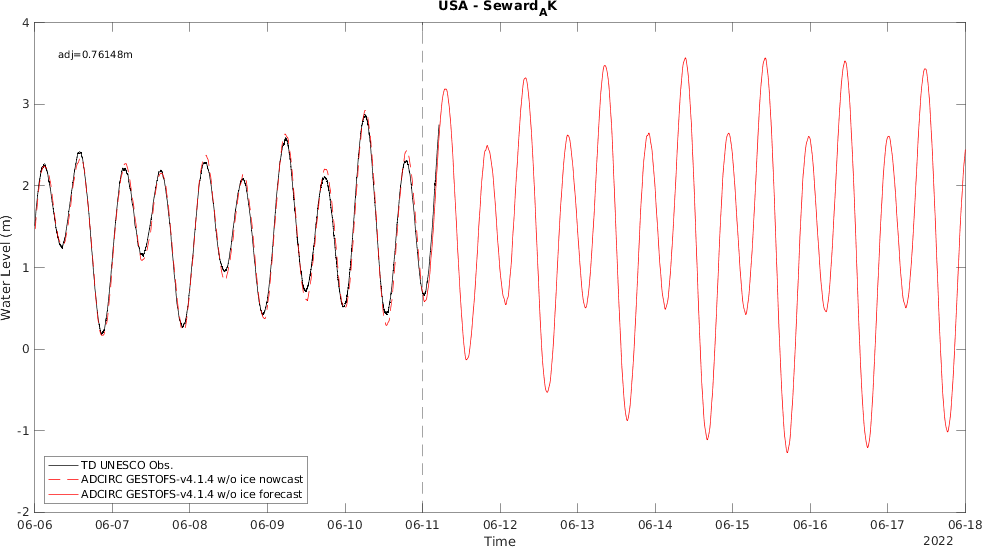 USA - Seward_AK
adj=0.76148m
4
3
2
1
0
-1
-2
Water Level (m)
TD UNESCO Obs.
ADCIRC GESTOFS-v4.1.4 w/o ice nowcast
ADCIRC GESTOFS-v4.1.4 w/o ice forecast
06-06 06-07 06-08 06-09 06-10 06-11 06-12 06-13 06-14 06-15 06-16 06-17 06-18
Time
2022